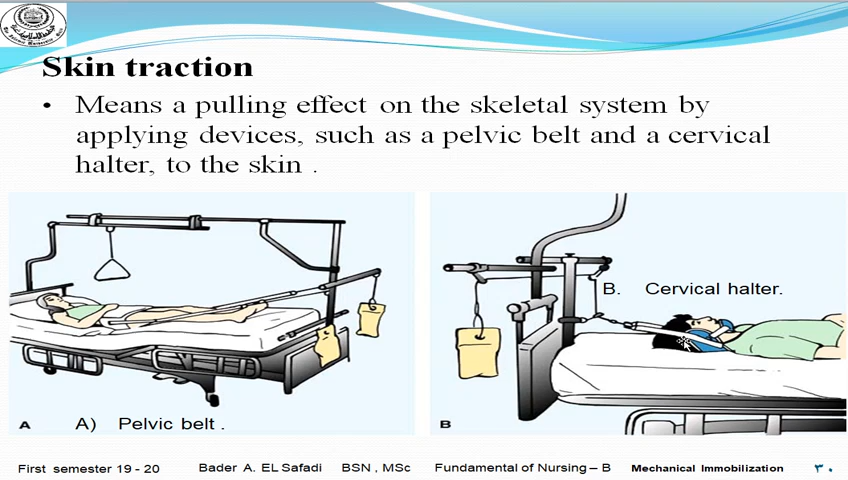 Skin traction
• Means a pulling effect on the skeletal system by
applying devices, such as a pelvic belt and a cervical
halter, to the skin .
B. Cervical halter.
A A) Pelvic belt .
B
First semester 19 - 20 Bader A. EL Safadi BSN , MSc Fundamental of Nursing – B Mechanical Immobilization ٣٠